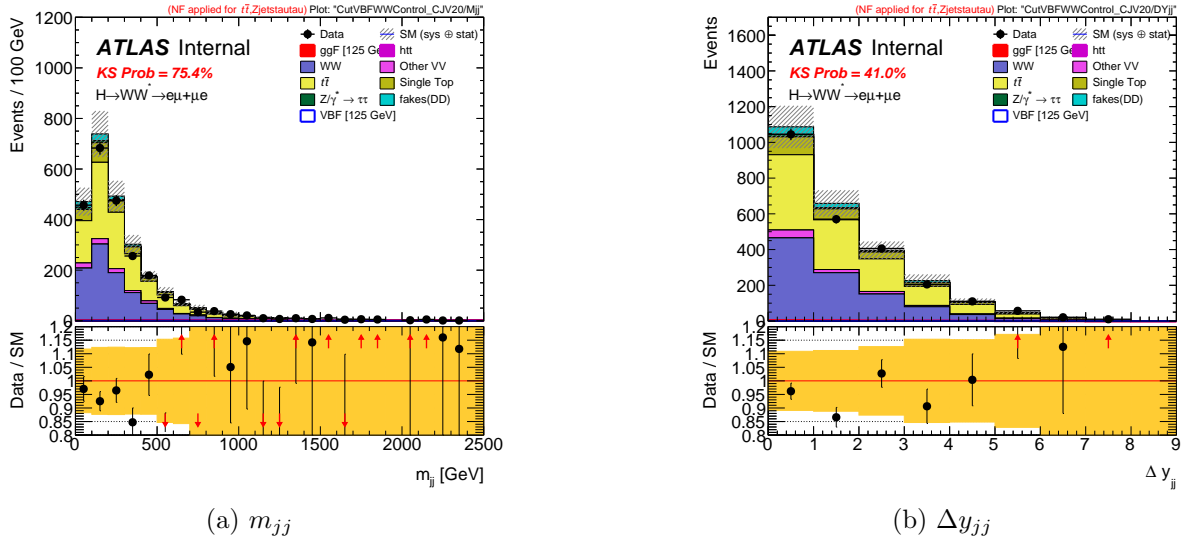 (NF applied for tt̄,Zjetstautau) Plot: "CutVBFWWControl_CJV20/Mjj"
Events / 100 GeV
1200
1000
800
600
400
200
0
ATLAS Internal
KS Prob = 75.4%
H→WW*→eμ+μe
Data
SM (sys ⊕ stat)
ggF [125 GeV]
htt
WW
Other VV
tt̄
Single Top
Z/γ* → ττ
fakes(DD)
VBF [125 GeV]
Data / SM
1.2
1.15
1.1
1.05
1
0.95
0.9
0.85
0.8
0 500 1000 1500 2000 2500
m_jj [GeV]
(a) m_jj
(NF applied for tt̄,Zjetstautau) Plot: "CutVBFWWControl_CJV20/DYjj"
Events
1600
1400
1200
1000
800
600
400
200
0
ATLAS Internal
KS Prob = 41.0%
H→WW*→eμ+μe
Data
SM (sys ⊕ stat)
ggF [125 GeV]
htt
WW
Other VV
tt̄
Single Top
Z/γ* → ττ
fakes(DD)
VBF [125 GeV]
Data / SM
1.2
1.15
1.1
1.05
1
0.95
0.9
0.85
0.8
0 1 2 3 4 5 6 7 8 9
Δ y_jj
(b) Δy_jj